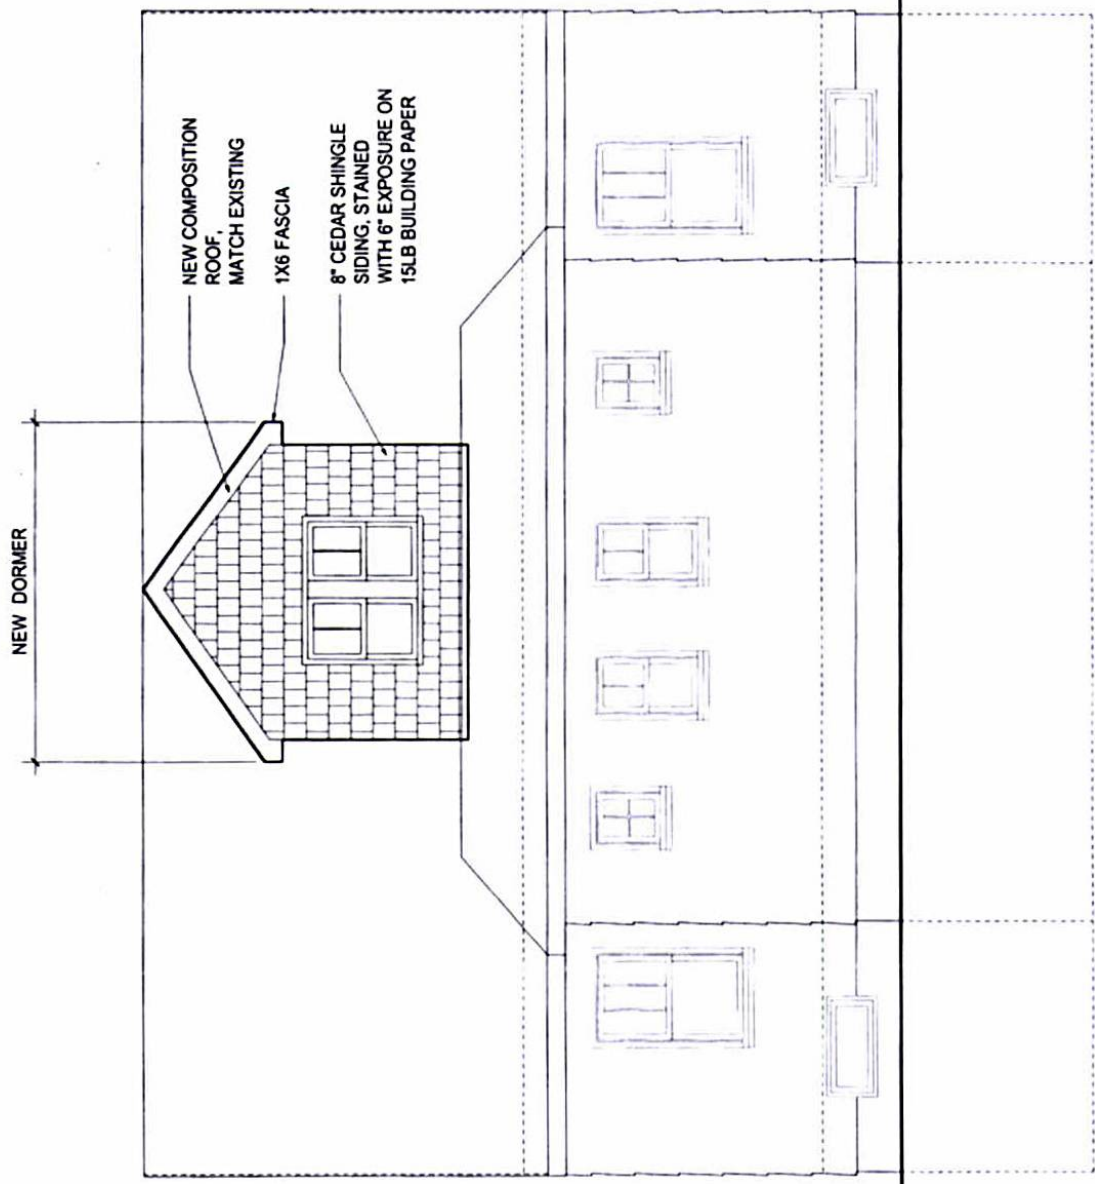 NEW DORMER
NEW COMPOSITION
ROOF,
MATCH EXISTING
1X6 FASCIA
8" CEDAR SHINGLE
SIDING, STAINED
WITH 6" EXPOSURE ON
15LB BUILDING PAPER